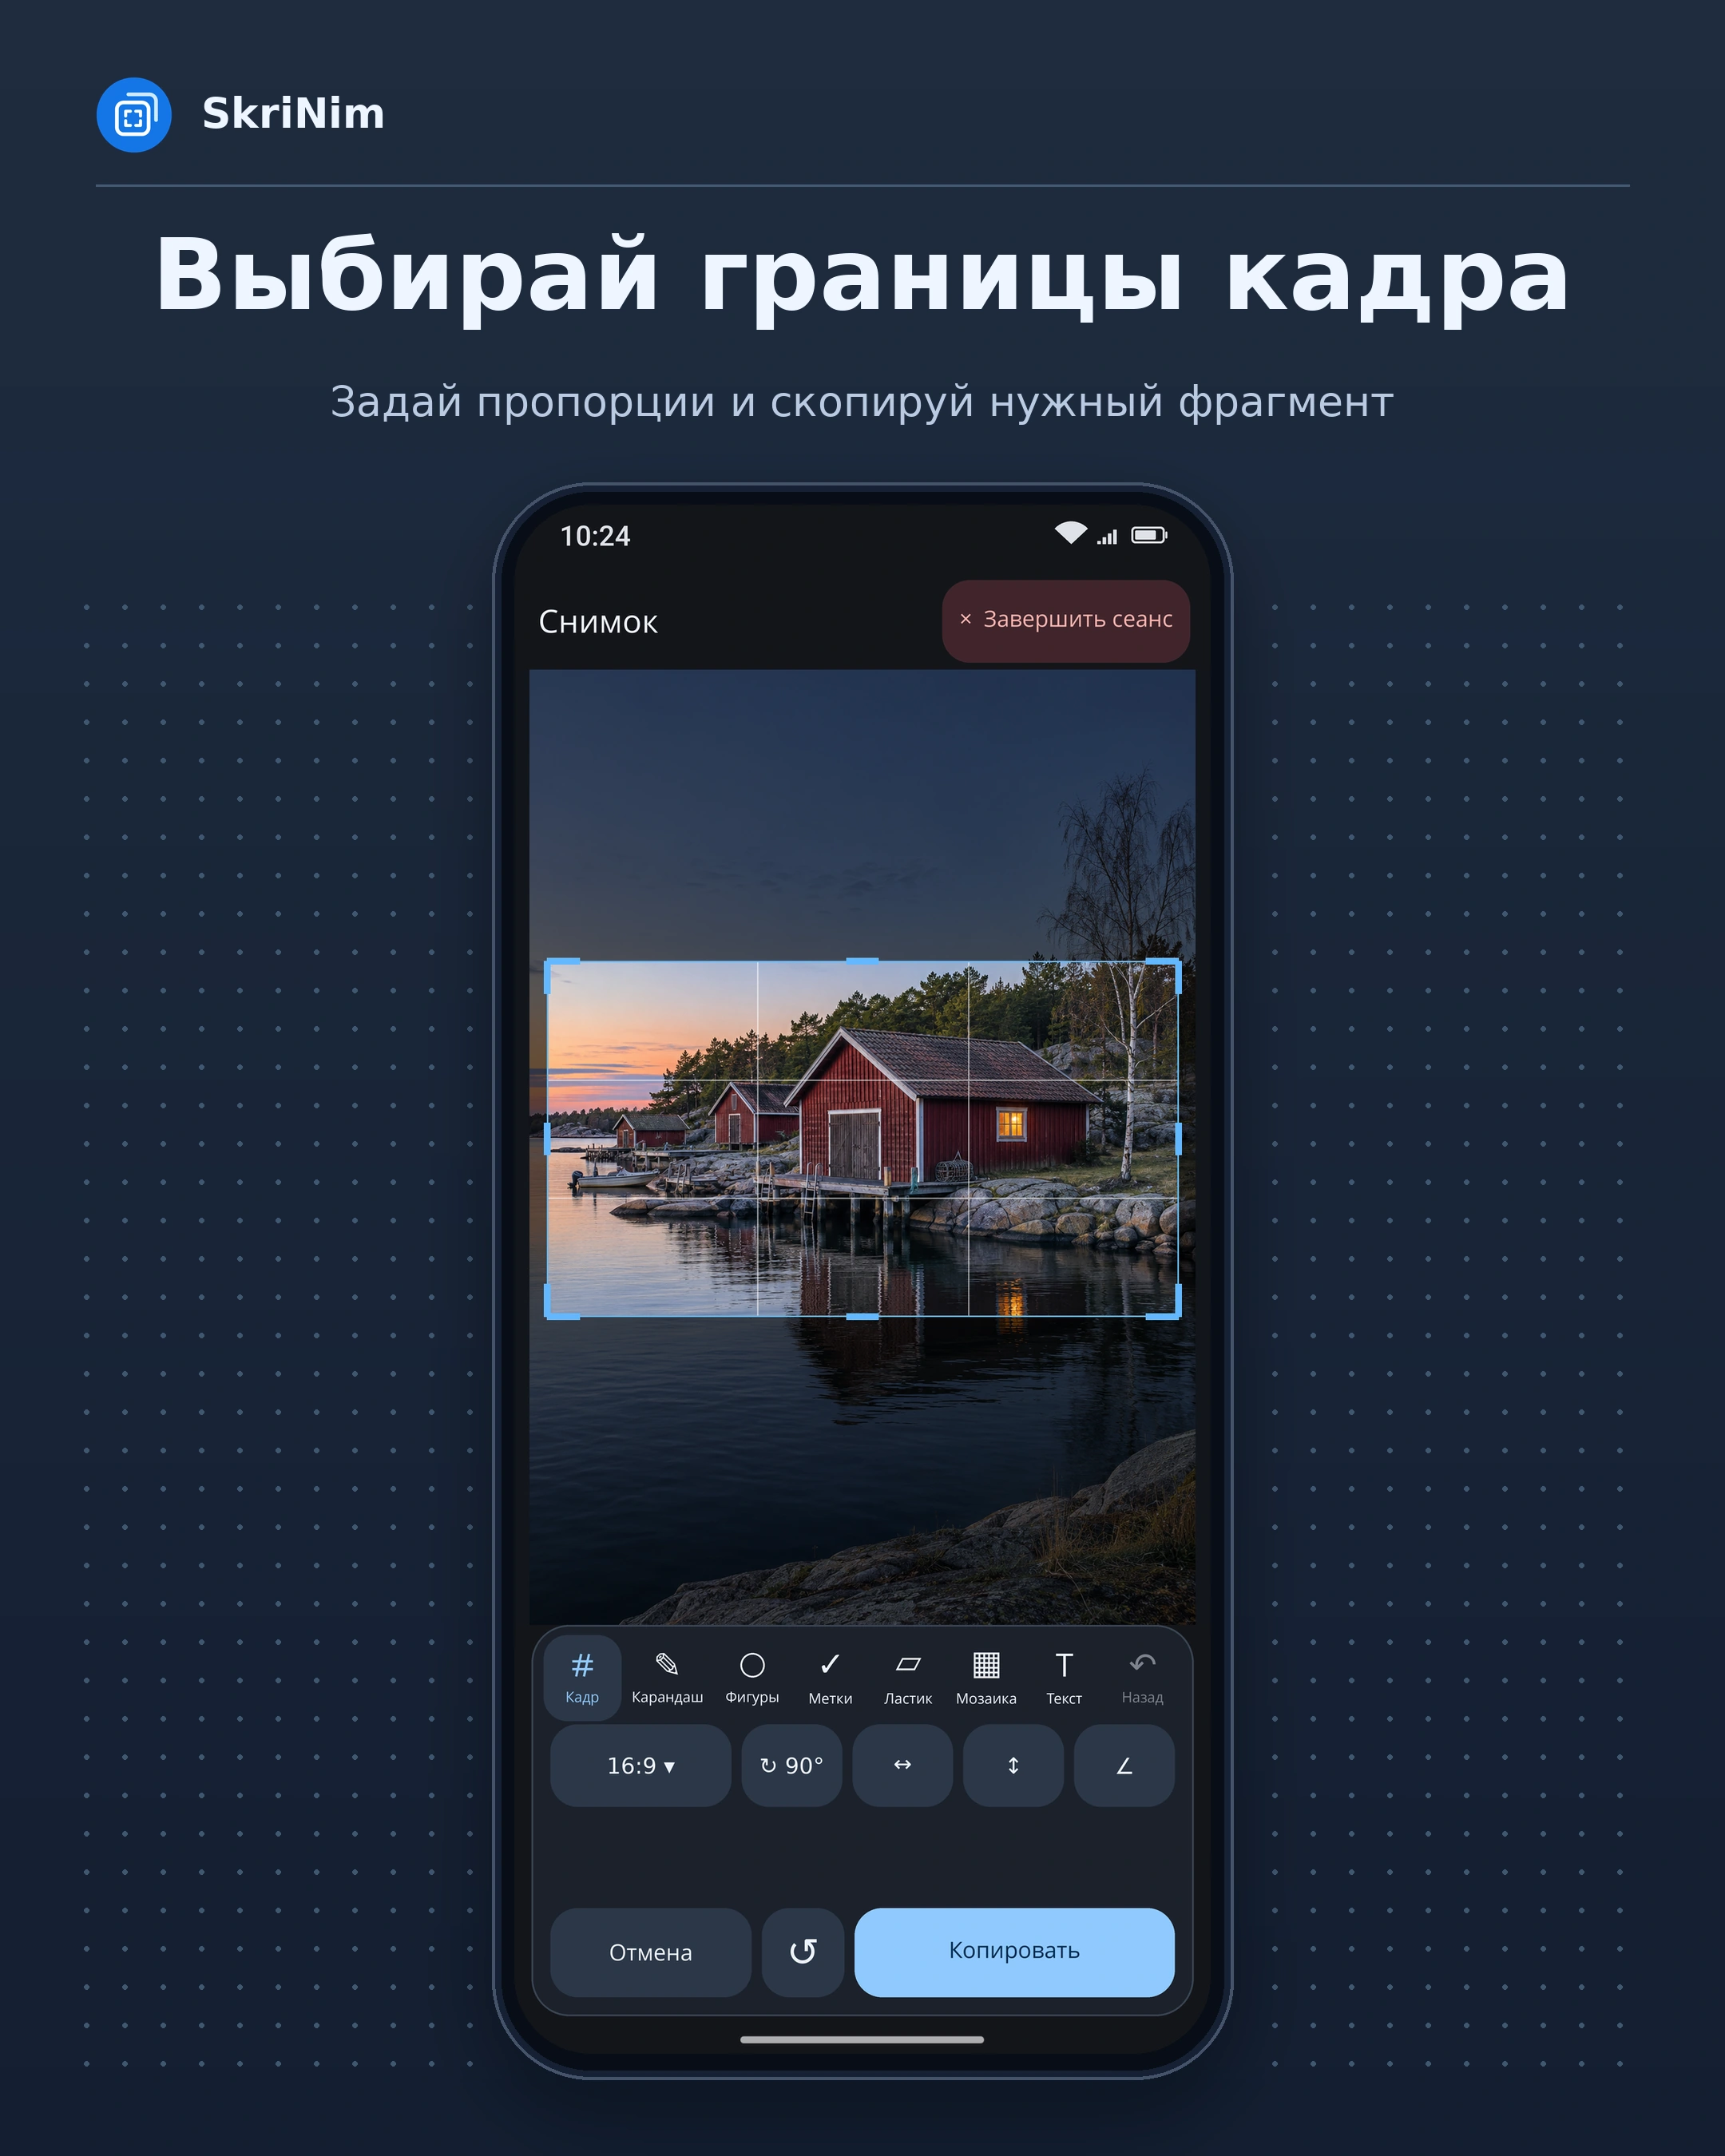 SkriNim
Выбирай границы кадра
Задай пропорции и скопируй нужный фрагмент
10:24
Снимок
× Завершить сеанс
Кадр Карандаш Фигуры Метки Ластик Мозаика Текст Назад
16:9 ▾ ↻ 90° ↔ ↕ ∠
Отмена ↺ Копировать